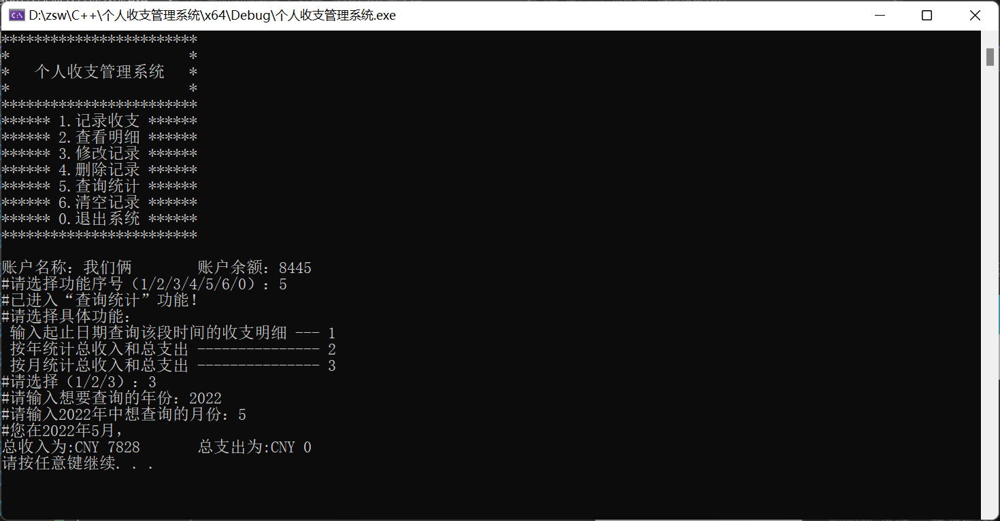 D:\zsw\C++\个人收支管理系统\x64\Debug\个人收支管理系统.exe
************************
*                      *
*   个人收支管理系统   *
*                      *
************************
****** 1.记录收支 ******
****** 2.查看明细 ******
****** 3.修改记录 ******
****** 4.删除记录 ******
****** 5.查询统计 ******
****** 6.清空记录 ******
****** 0.退出系统 ******
************************
账户名称：我们俩        账户余额：8445
#请选择功能序号（1/2/3/4/5/6/0）：5
#已进入“查询统计”功能！
#请选择具体功能：
 输入起止日期查询该段时间的收支明细 --- 1
 按年统计总收入和总支出 --------------- 2
 按月统计总收入和总支出 --------------- 3
#请选择（1/2/3）：3
#请输入想要查询的年份：2022
#请输入2022年中想查询的月份：5
#您在2022年5月，
总收入为:CNY 7828       总支出为:CNY 0
请按任意键继续. . .